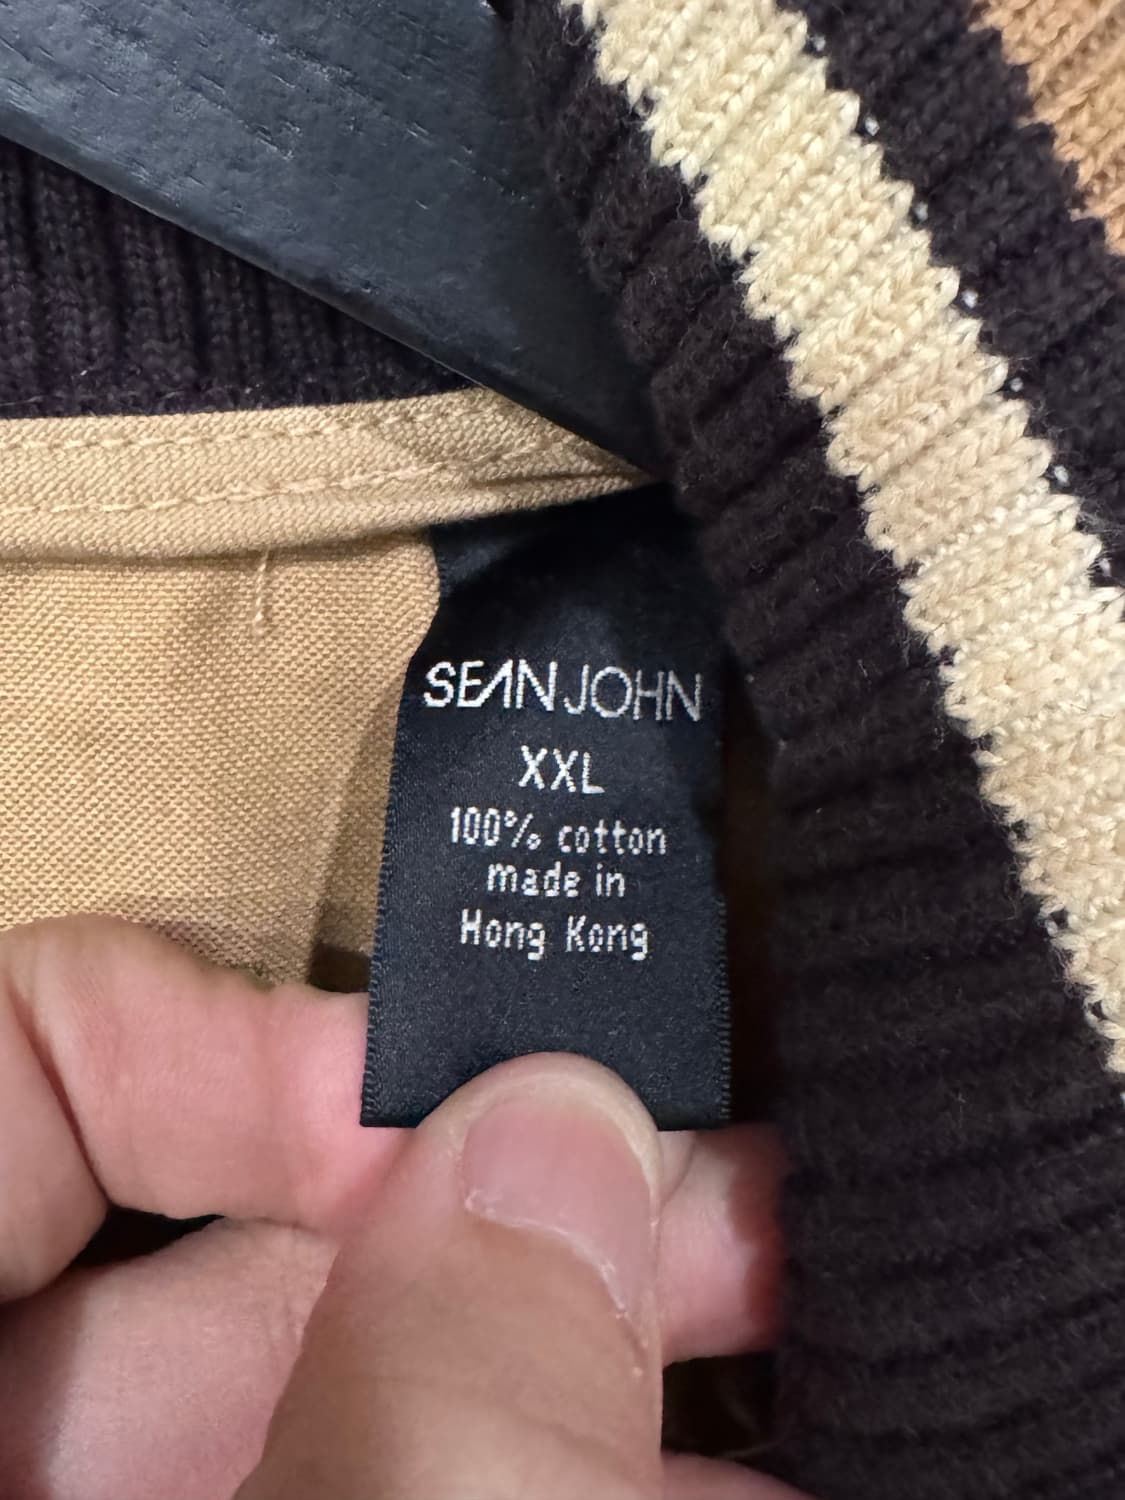 SEAN JOHN
XXL
100% cotton
made in
Hong Kong